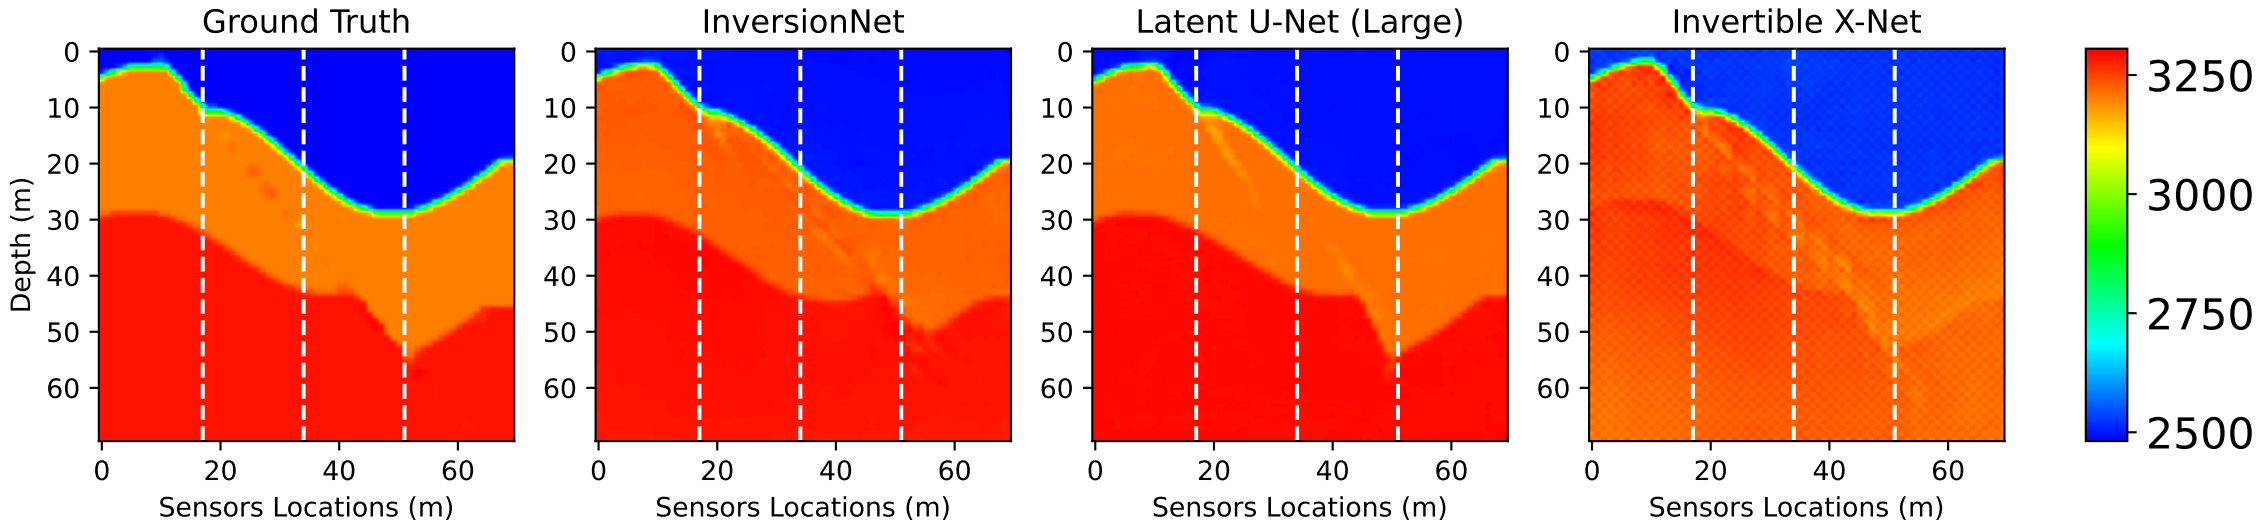 Ground Truth
InversionNet
Latent U-Net (Large)
Invertible X-Net
Depth (m)
0
10
20
30
40
50
60
0 20 40 60
Sensors Locations (m)
0
10
20
30
40
50
60
0 20 40 60
Sensors Locations (m)
0
10
20
30
40
50
60
0 20 40 60
Sensors Locations (m)
0
10
20
30
40
50
60
0 20 40 60
Sensors Locations (m)
3250
3000
2750
2500